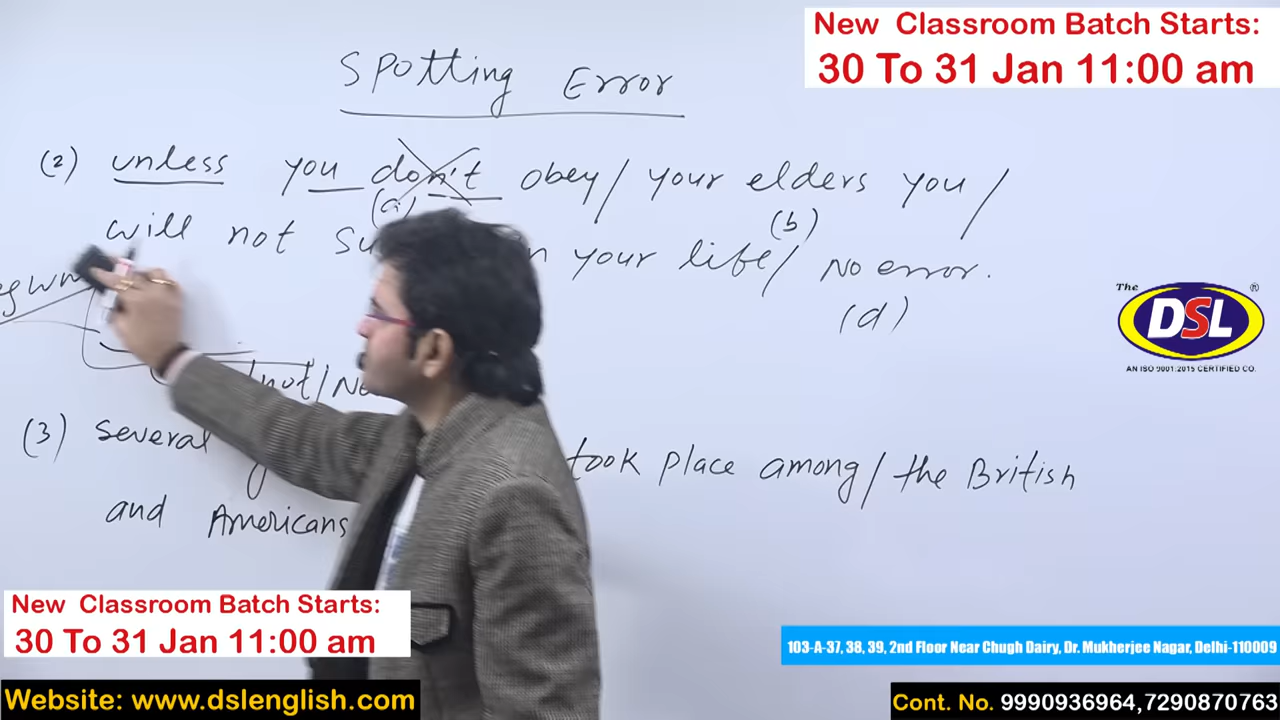 New Classroom Batch Starts:
30 To 31 Jan 11:00 am
Spotting Error
(2) unless you don't obey/ your elders you/
(a) (b)
will not in your life/ No error.
(d)
/not/
(3) several took place among/ the British
and Americans
The DSL ®
AN ISO 9001:2015 CERTIFIED CO.
New Classroom Batch Starts:
30 To 31 Jan 11:00 am
103-A-37, 38, 39, 2nd Floor Near Chugh Dairy, Dr. Mukherjee Nagar, Delhi-110009
Website: www.dslenglish.com
Cont. No. 9990936964,7290870763